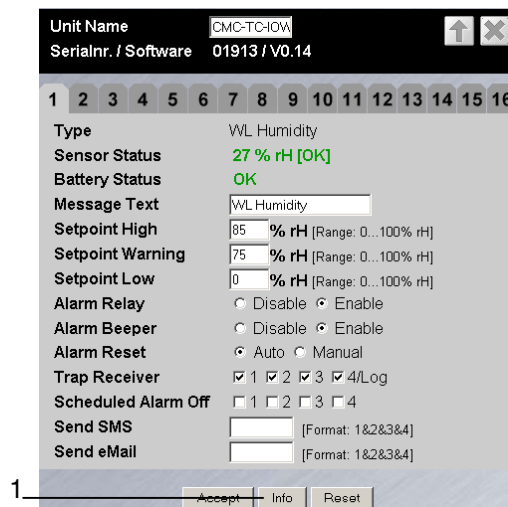 Unit Name CMC-TC-IOW
Serialnr. / Software 01913 / V0.14
1 2 3 4 5 6 7 8 9 10 11 12 13 14 15 16
Type WL Humidity
Sensor Status 27 % rH [OK]
Battery Status OK
Message Text WL Humidity
Setpoint High 85 % rH [Range: 0...100% rH]
Setpoint Warning 75 % rH [Range: 0...100% rH]
Setpoint Low 0 % rH [Range: 0...100% rH]
Alarm Relay Disable Enable
Alarm Beeper Disable Enable
Alarm Reset Auto Manual
Trap Receiver 1 2 3 4/Log
Scheduled Alarm Off 1 2 3 4
Send SMS [Format: 1&2&3&4]
Send eMail [Format: 1&2&3&4]
1 Accept Info Reset